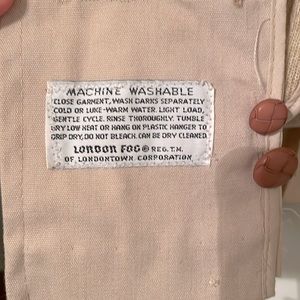 MACHINE WASHABLE
CLOSE GARMENT, WASH DARKS SEPARATELY
COLD OR LUKE-WARM WATER. LIGHT LOAD,
GENTLE CYCLE. RINSE THOROUGHLY. TUMBLE
DRY LOW HEAT OR HANG ON PLASTIC HANGER TO
DRIP DRY, DO NOT BLEACH. CAN BE DRY CLEANED.
LONDON FOG ® REG. T.M.
OF LONDONTOWN CORPORATION